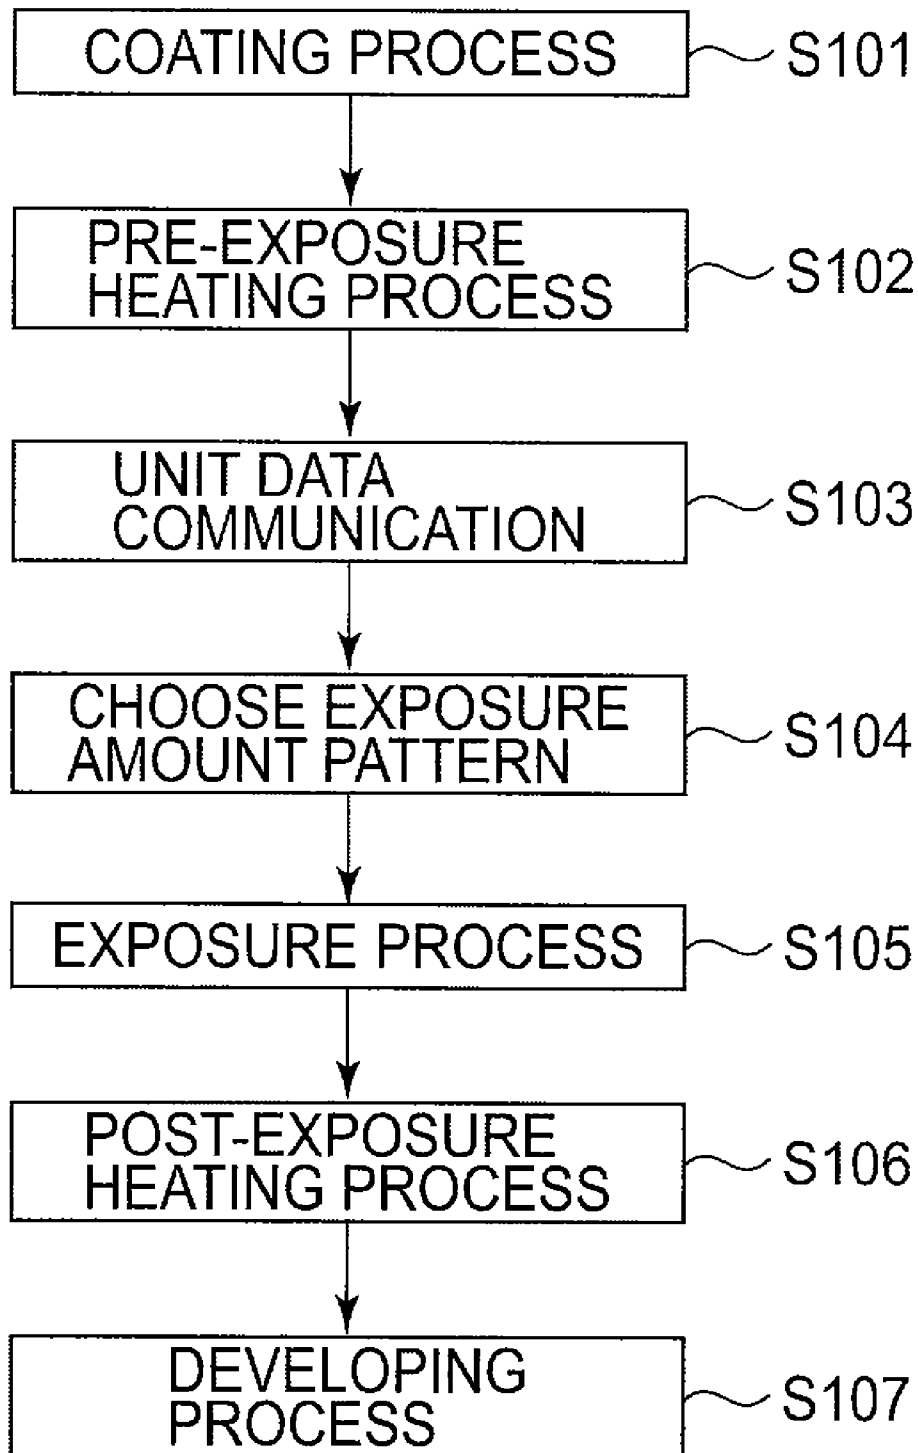 COATING PROCESS
S101
PRE-EXPOSURE
HEATING PROCESS
S102
UNIT DATA
COMMUNICATION
S103
CHOOSE EXPOSURE
AMOUNT PATTERN
S104
EXPOSURE PROCESS
S105
POST-EXPOSURE
HEATING PROCESS
S106
DEVELOPING
PROCESS
S107